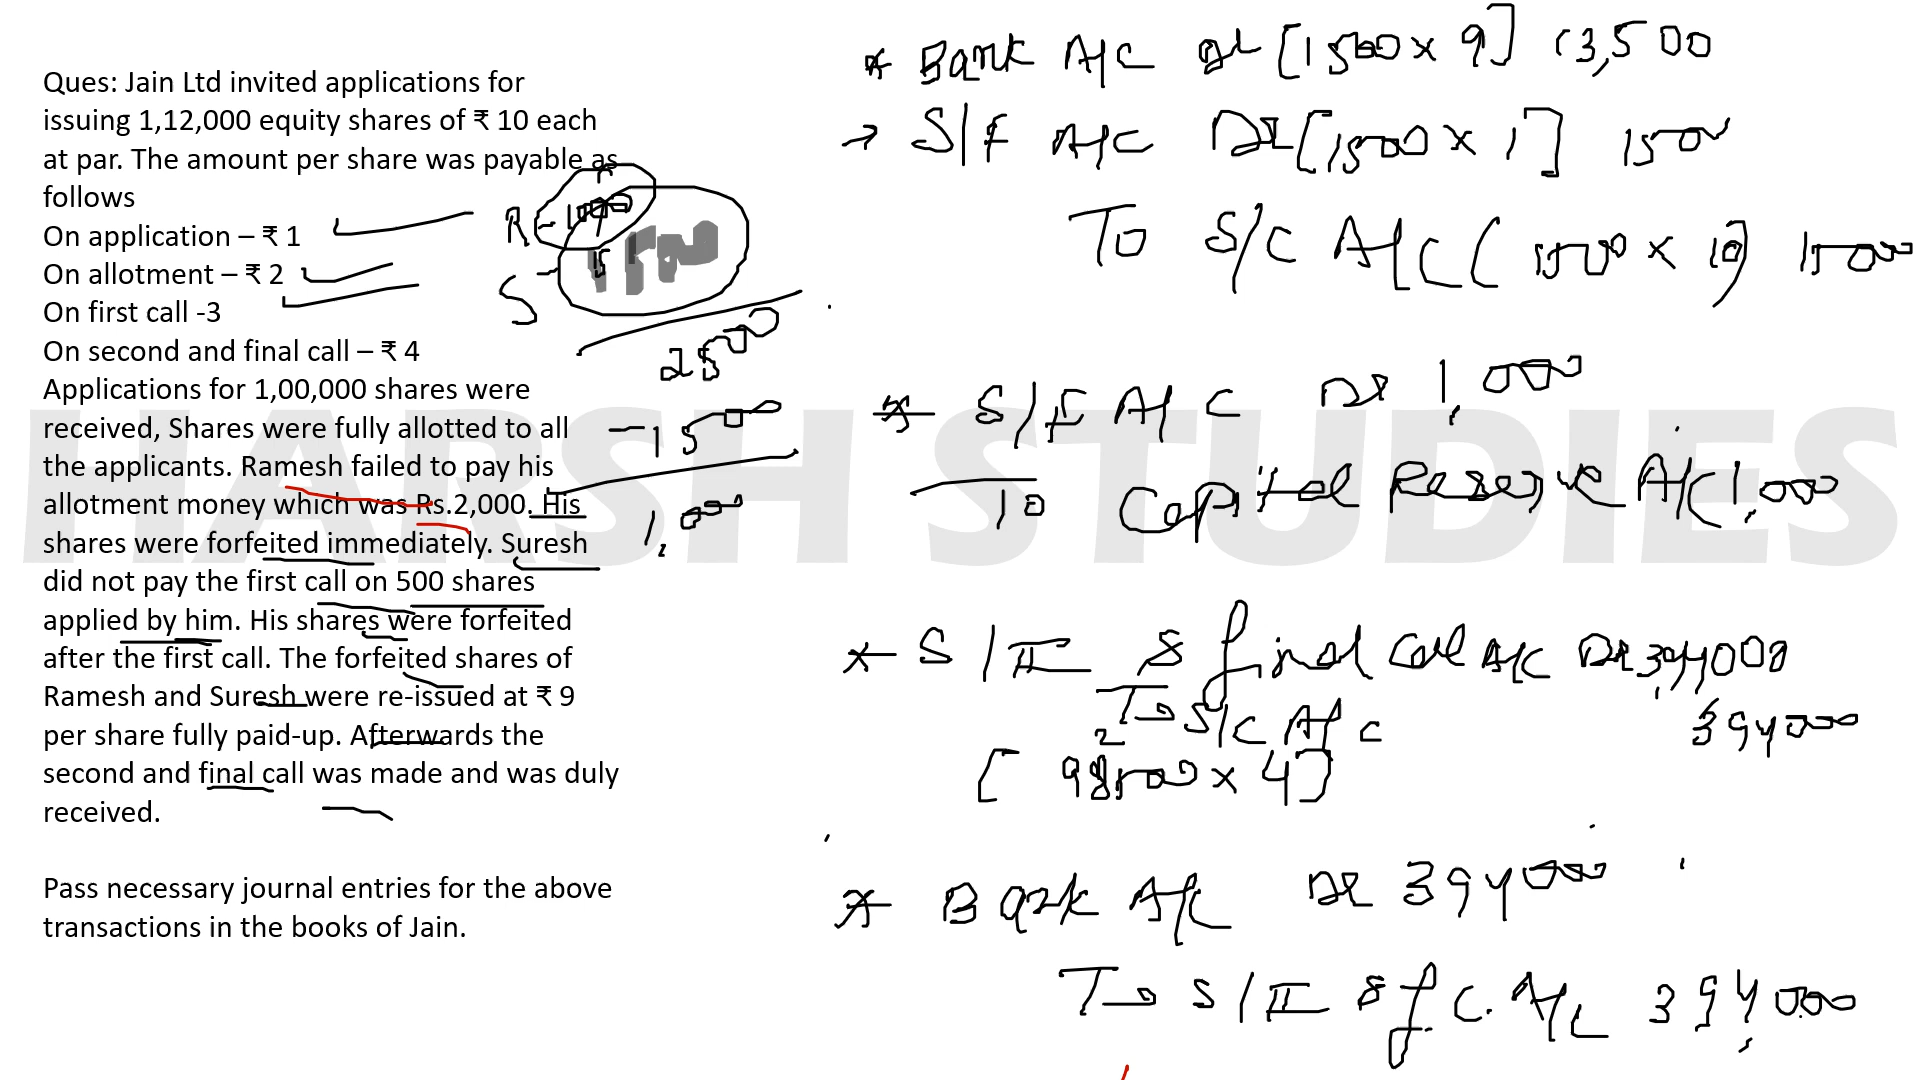 Ques: Jain Ltd invited applications for
issuing 1,12,000 equity shares of ₹ 10 each
at par. The amount per share was payable as
follows
On application – ₹ 1
On allotment – ₹ 2
On first call -3
On second and final call – ₹ 4
Applications for 1,00,000 shares were
received, Shares were fully allotted to all
the applicants. Ramesh failed to pay his
allotment money which was Rs.2,000. His
shares were forfeited immediately. Suresh
did not pay the first call on 500 shares
applied by him. His shares were forfeited
after the first call. The forfeited shares of
Ramesh and Suresh were re-issued at ₹ 9
per share fully paid-up. Afterwards the
second and final call was made and was duly
received.
Pass necessary journal entries for the above
transactions in the books of Jain.
R - 1000
S -
2500
-1500
1,000
* Bank A/C Dr [1500 x 9] 13,500
→ S/F A/C Dr [1500 x 1] 1500
To S/C A/C (1500 x 10) 15000
* S/F A/C Dr 1,000
To Capital Reserve A/C 1,000
* S/II & final Call A/C Dr 394000
To S/C A/C 394000
[98500 x 4]
* Bank A/C Dr 394000
To S/II & f C. A/C 394,000
HARSH STUDIES